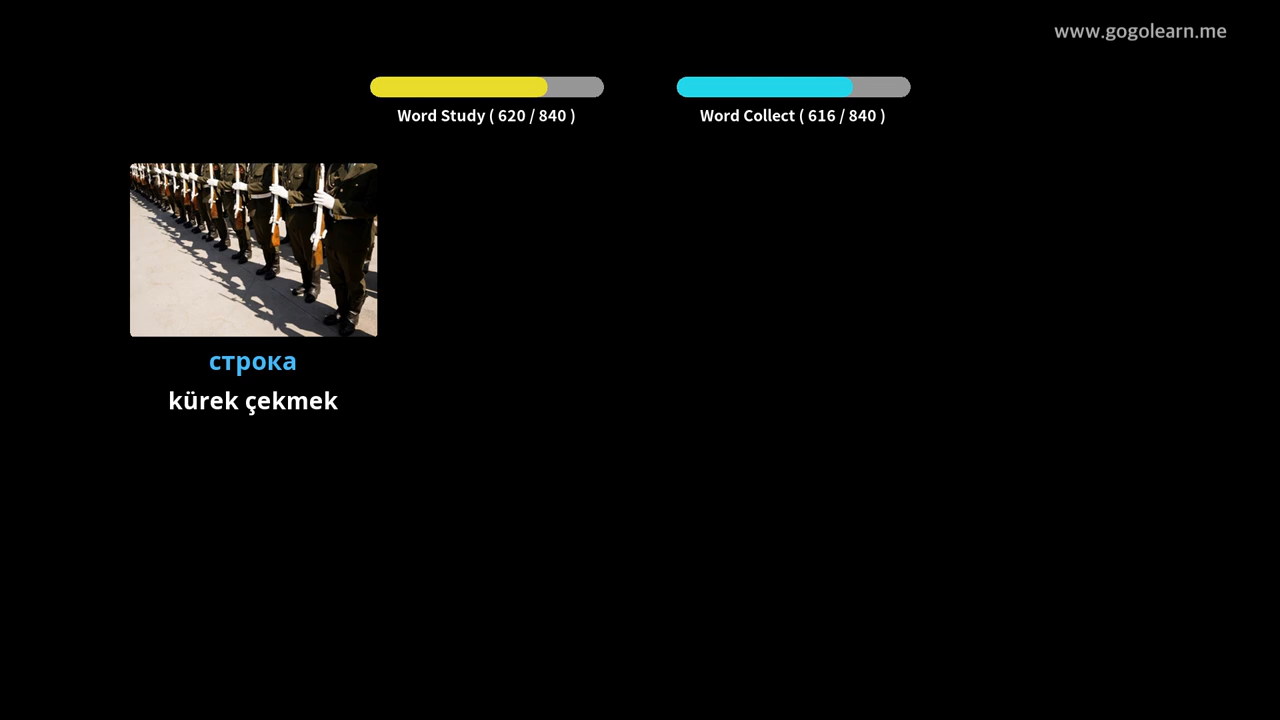 www.gogolearn.me
Word Study ( 620 / 840 )
Word Collect ( 616 / 840 )
строка
kürek çekmek